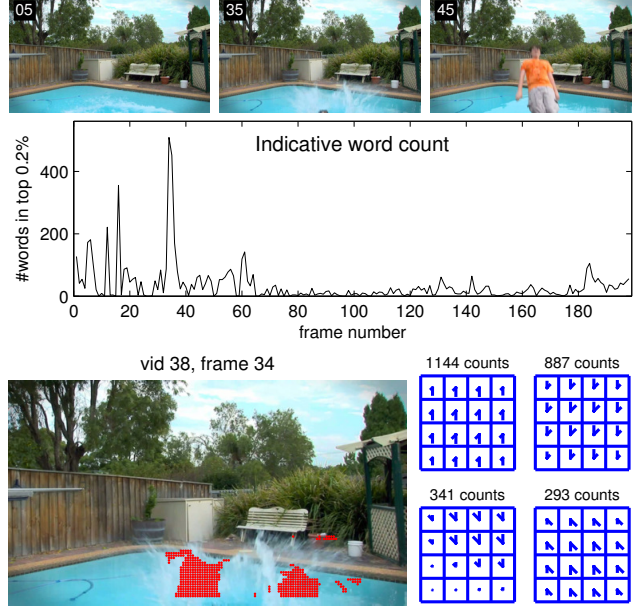 05 35 45
Indicative word count
#words in top 0.2%
400
200
0
0 20 40 60 80 100 120 140 160 180
frame number
vid 38, frame 34
1144 counts 887 counts
341 counts 293 counts